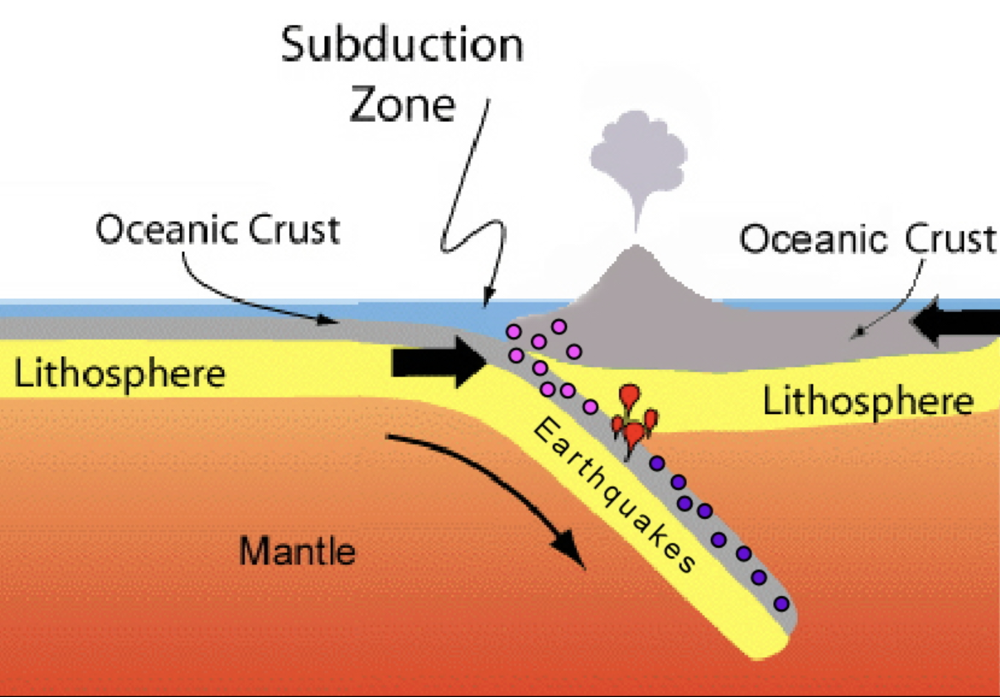 Subduction
Zone
Oceanic Crust
Oceanic Crust
Lithosphere
Lithosphere
Earthquakes
Mantle